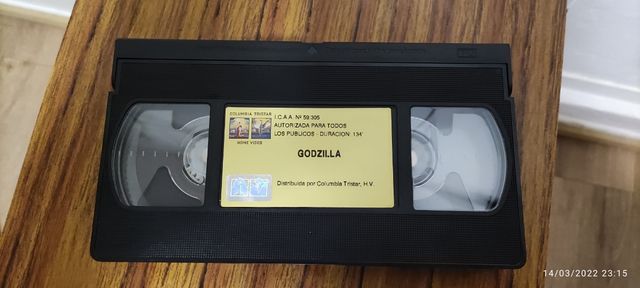 COLUMBIA TRISTAR
HOME VIDEO
I.C.A.A. Nº 59.305
AUTORIZADA PARA TODOS
LOS PUBLICOS - DURACION: 134'
GODZILLA
Distribuida por Columbia Tristar, H.V.
14/03/2022 23:15